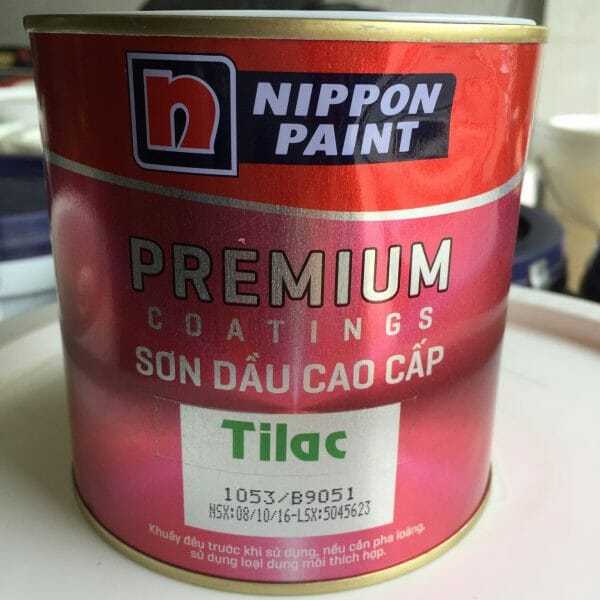 n
NIPPON
PAINT
PREMIUM
COATINGS
SƠN DẦU CAO CẤP
Tilac
1053/B9051
NSX:08/10/16-LSX:5045623
Khuấy đều trước khi sử dụng, nếu cần pha loãng,
sử dụng loại dung môi thích hợp.